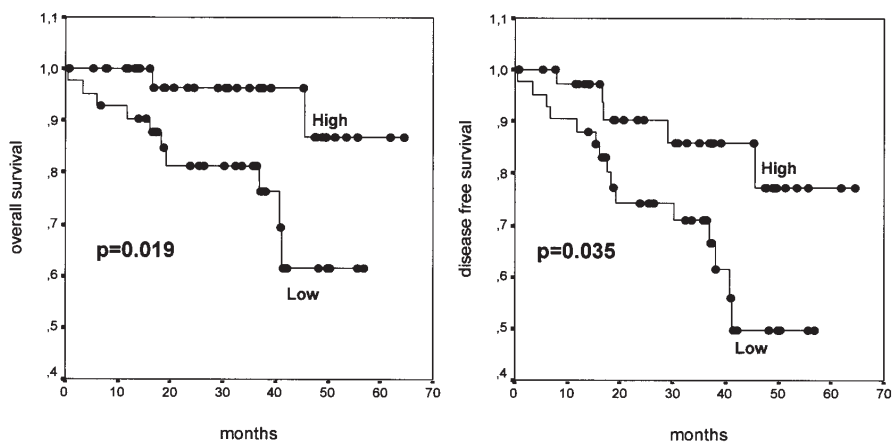 1,1
1,0
,9
,8
,7
,6
,5
,4
0 10 20 30 40 50 60 70
overall survival
months
High
Low
p=0.019
1,1
1,0
,9
,8
,7
,6
,5
,4
0 10 20 30 40 50 60 70
disease free survival
months
High
Low
p=0.035